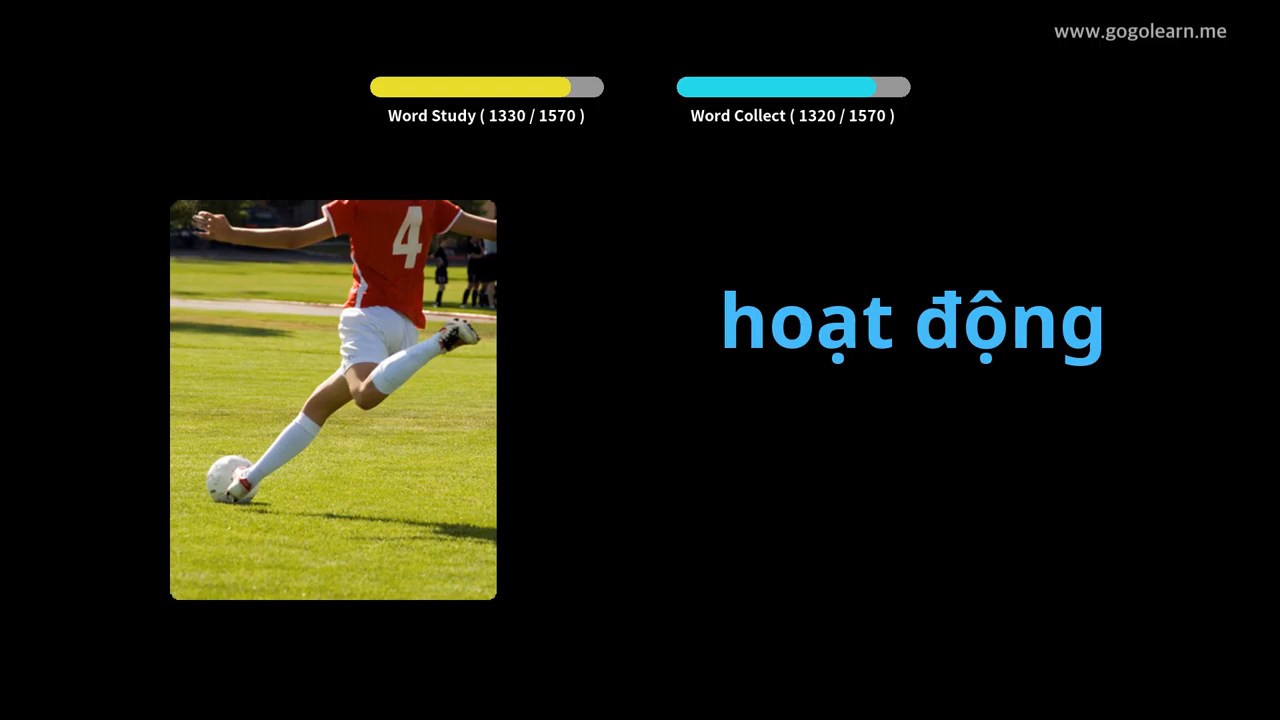 www.gogolearn.me
Word Study ( 1330 / 1570 )
Word Collect ( 1320 / 1570 )
4
hoạt động